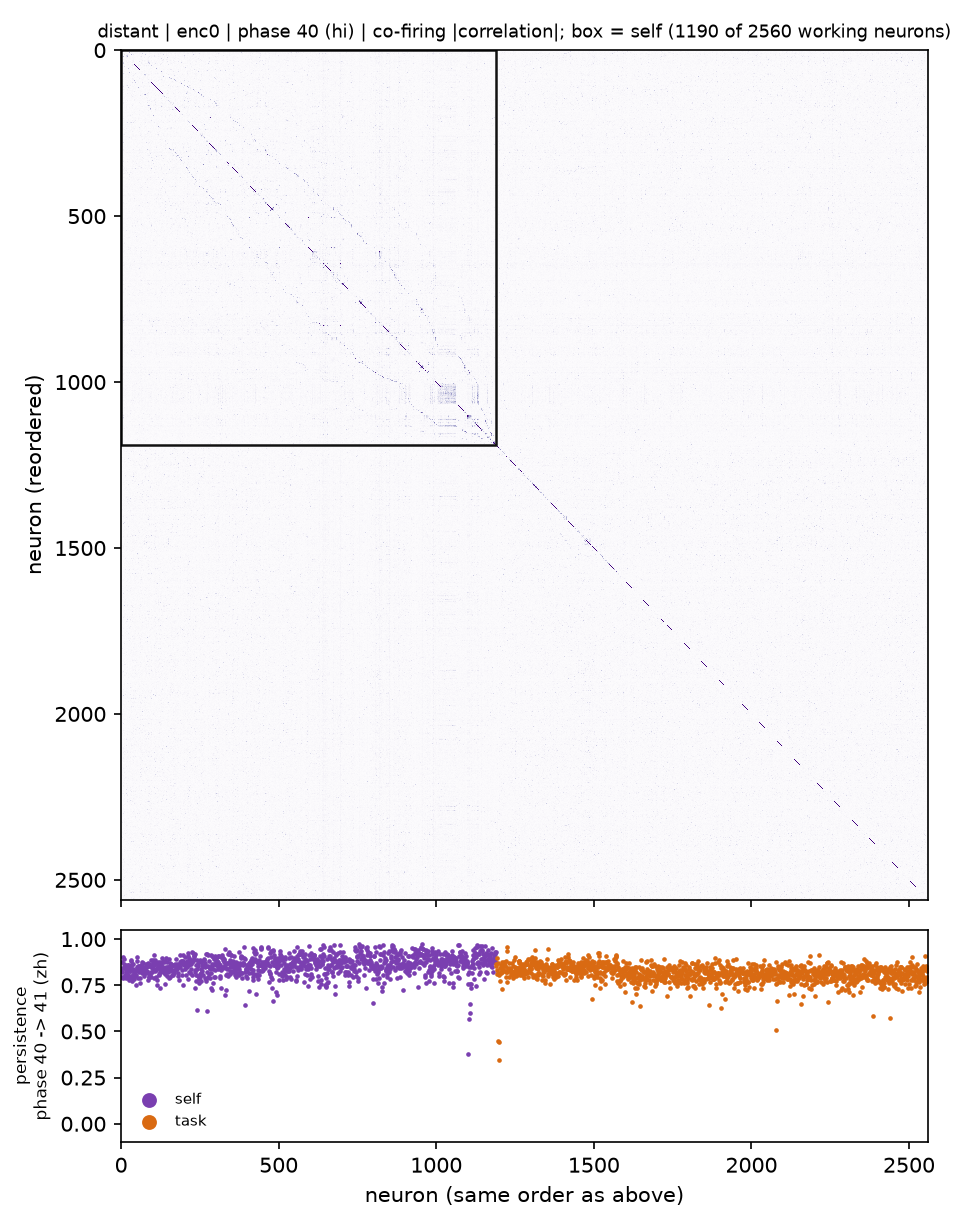 distant | enc0 | phase 40 (hi) | co-firing |correlation|; box = self (1190 of 2560 working neurons)
0
500
1000
1500
2000
2500
neuron (reordered)
1.00
0.75
0.50
0.25
0.00
persistence
phase 40 -> 41 (zh)
self
task
0
500
1000
1500
2000
2500
neuron (same order as above)